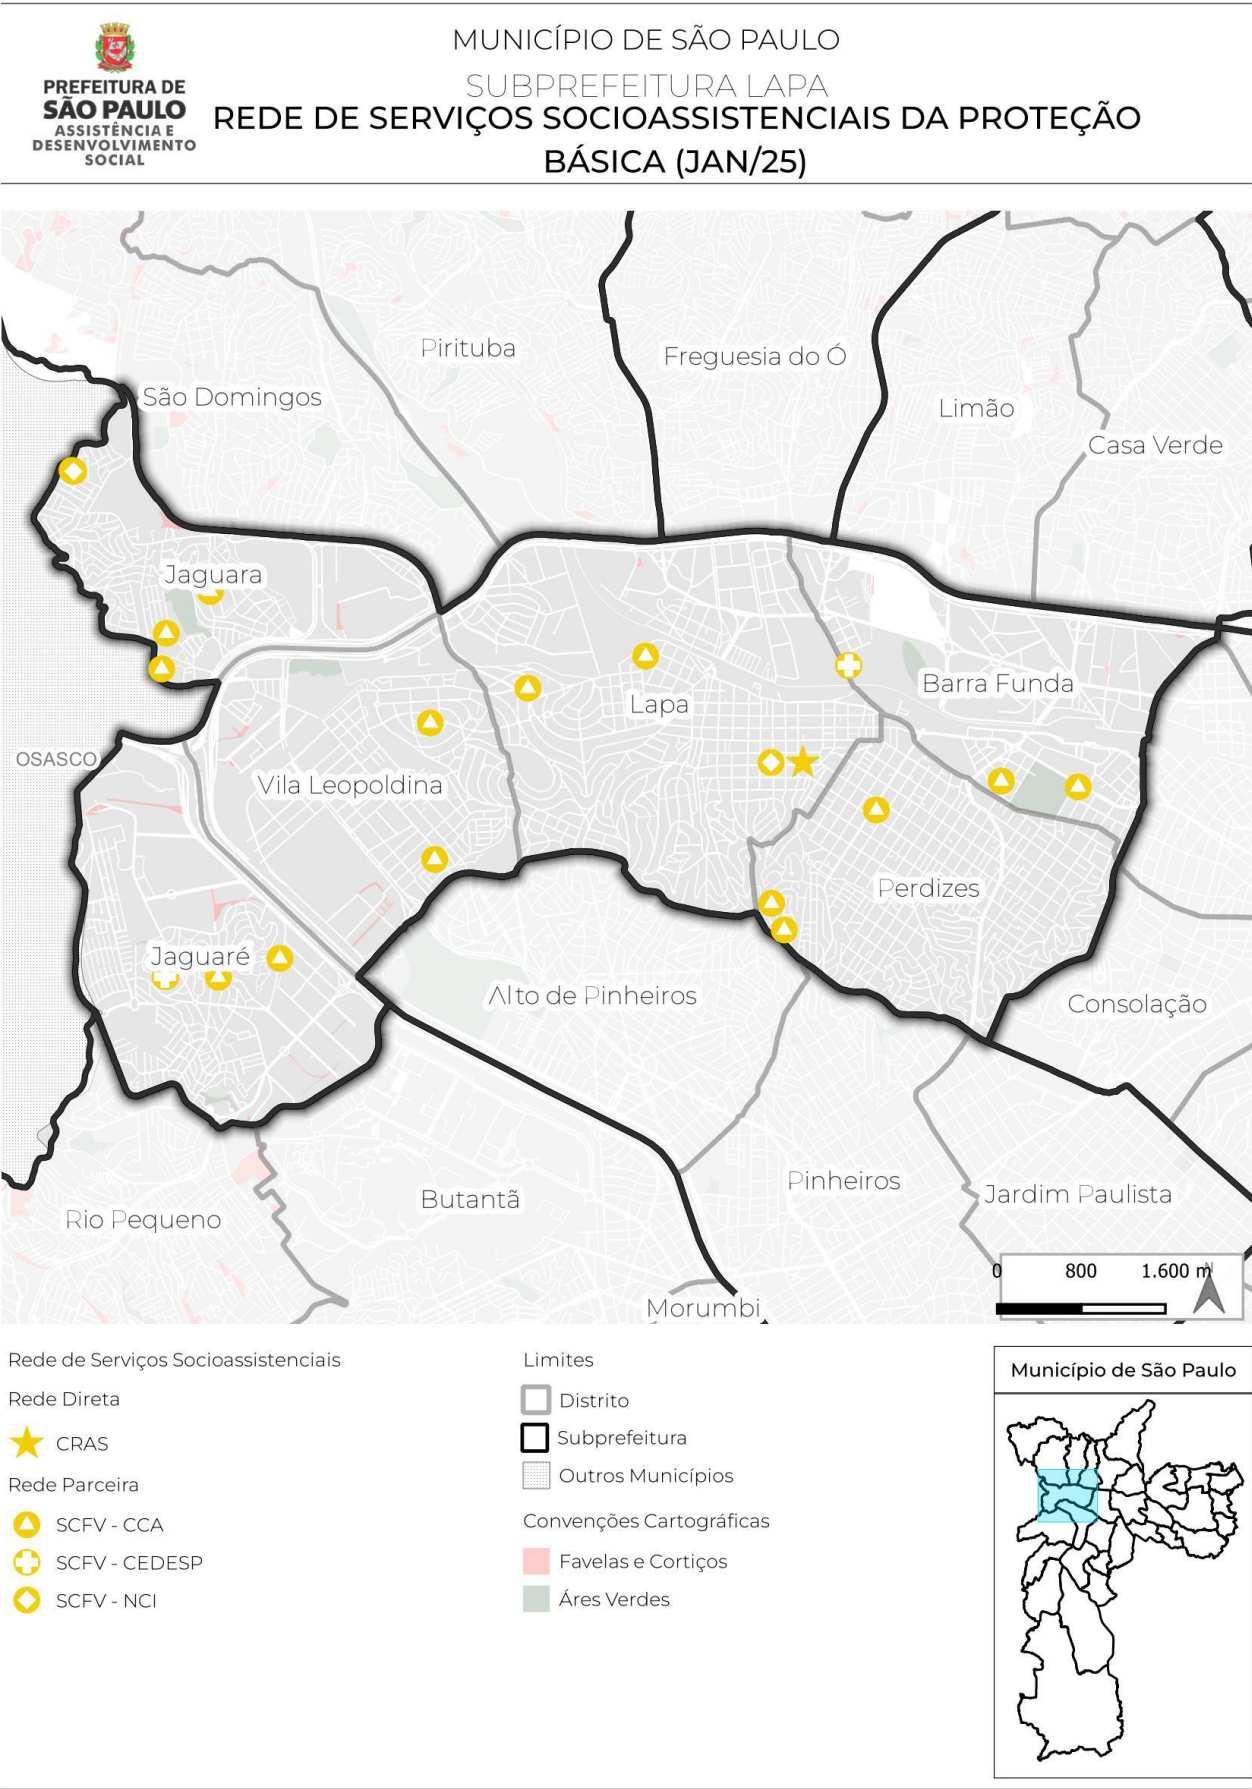 PREFEITURA DE
SÃO PAULO
ASSISTÊNCIA E
DESENVOLVIMENTO
SOCIAL
MUNICÍPIO DE SÃO PAULO
SUBPREFEITURA LAPA
REDE DE SERVIÇOS SOCIOASSISTENCIAIS DA PROTEÇÃO
BÁSICA (JAN/25)
Pirituba
Freguesia do Ó
São Domingos
Limão
Casa Verde
Jaguara
Lapa
Barra Funda
OSASCO
Vila Leopoldina
Perdizes
Jaguaré
Alto de Pinheiros
Consolação
Pinheiros
Jardim Paulista
Butantã
Rio Pequeno
Morumbi
0 800 1.600 m
N
Rede de Serviços Socioassistenciais
Rede Direta
CRAS
Rede Parceira
SCFV - CCA
SCFV - CEDESP
SCFV - NCI
Limites
Distrito
Subprefeitura
Outros Municípios
Convenções Cartográficas
Favelas e Cortiços
Áres Verdes
Município de São Paulo